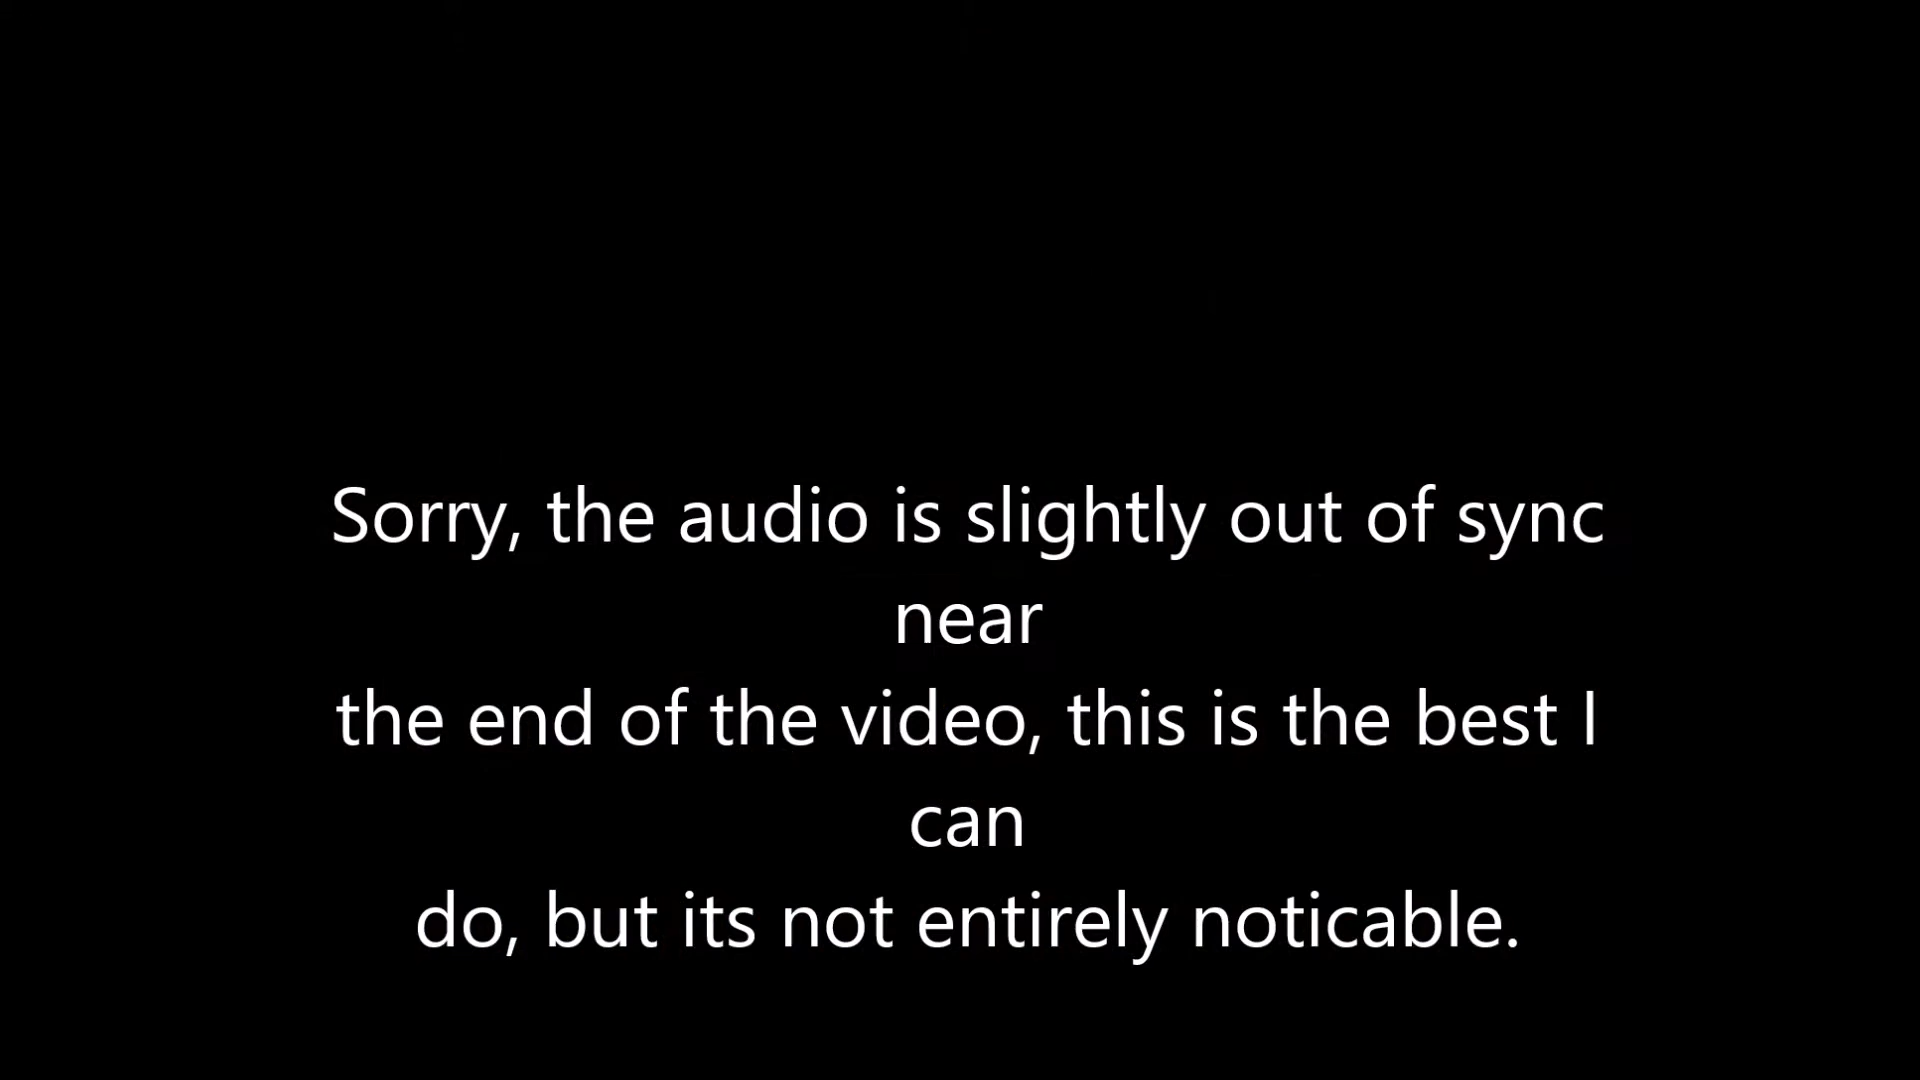 Sorry, the audio is slightly out of sync
near
the end of the video, this is the best I
can
do, but its not entirely noticable.